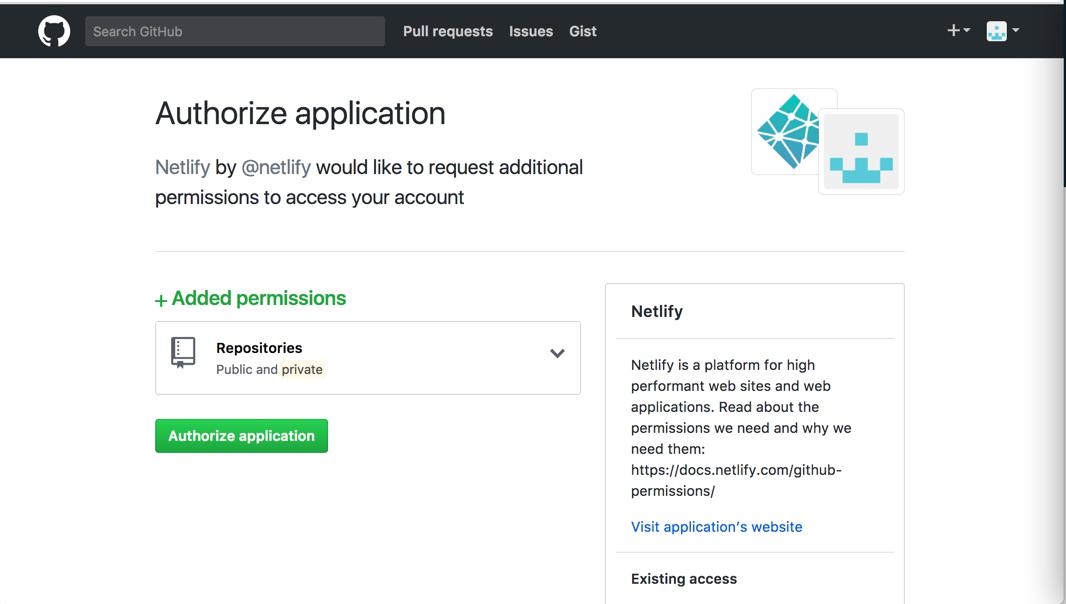 Search GitHub
Pull requests
Issues
Gist
Authorize application
Netlify by @netlify would like to request additional
permissions to access your account
+ Added permissions
Repositories
Public and private
Authorize application
Netlify
Netlify is a platform for high
performant web sites and web
applications. Read about the
permissions we need and why we
need them:
https://docs.netlify.com/github-
permissions/
Visit application's website
Existing access